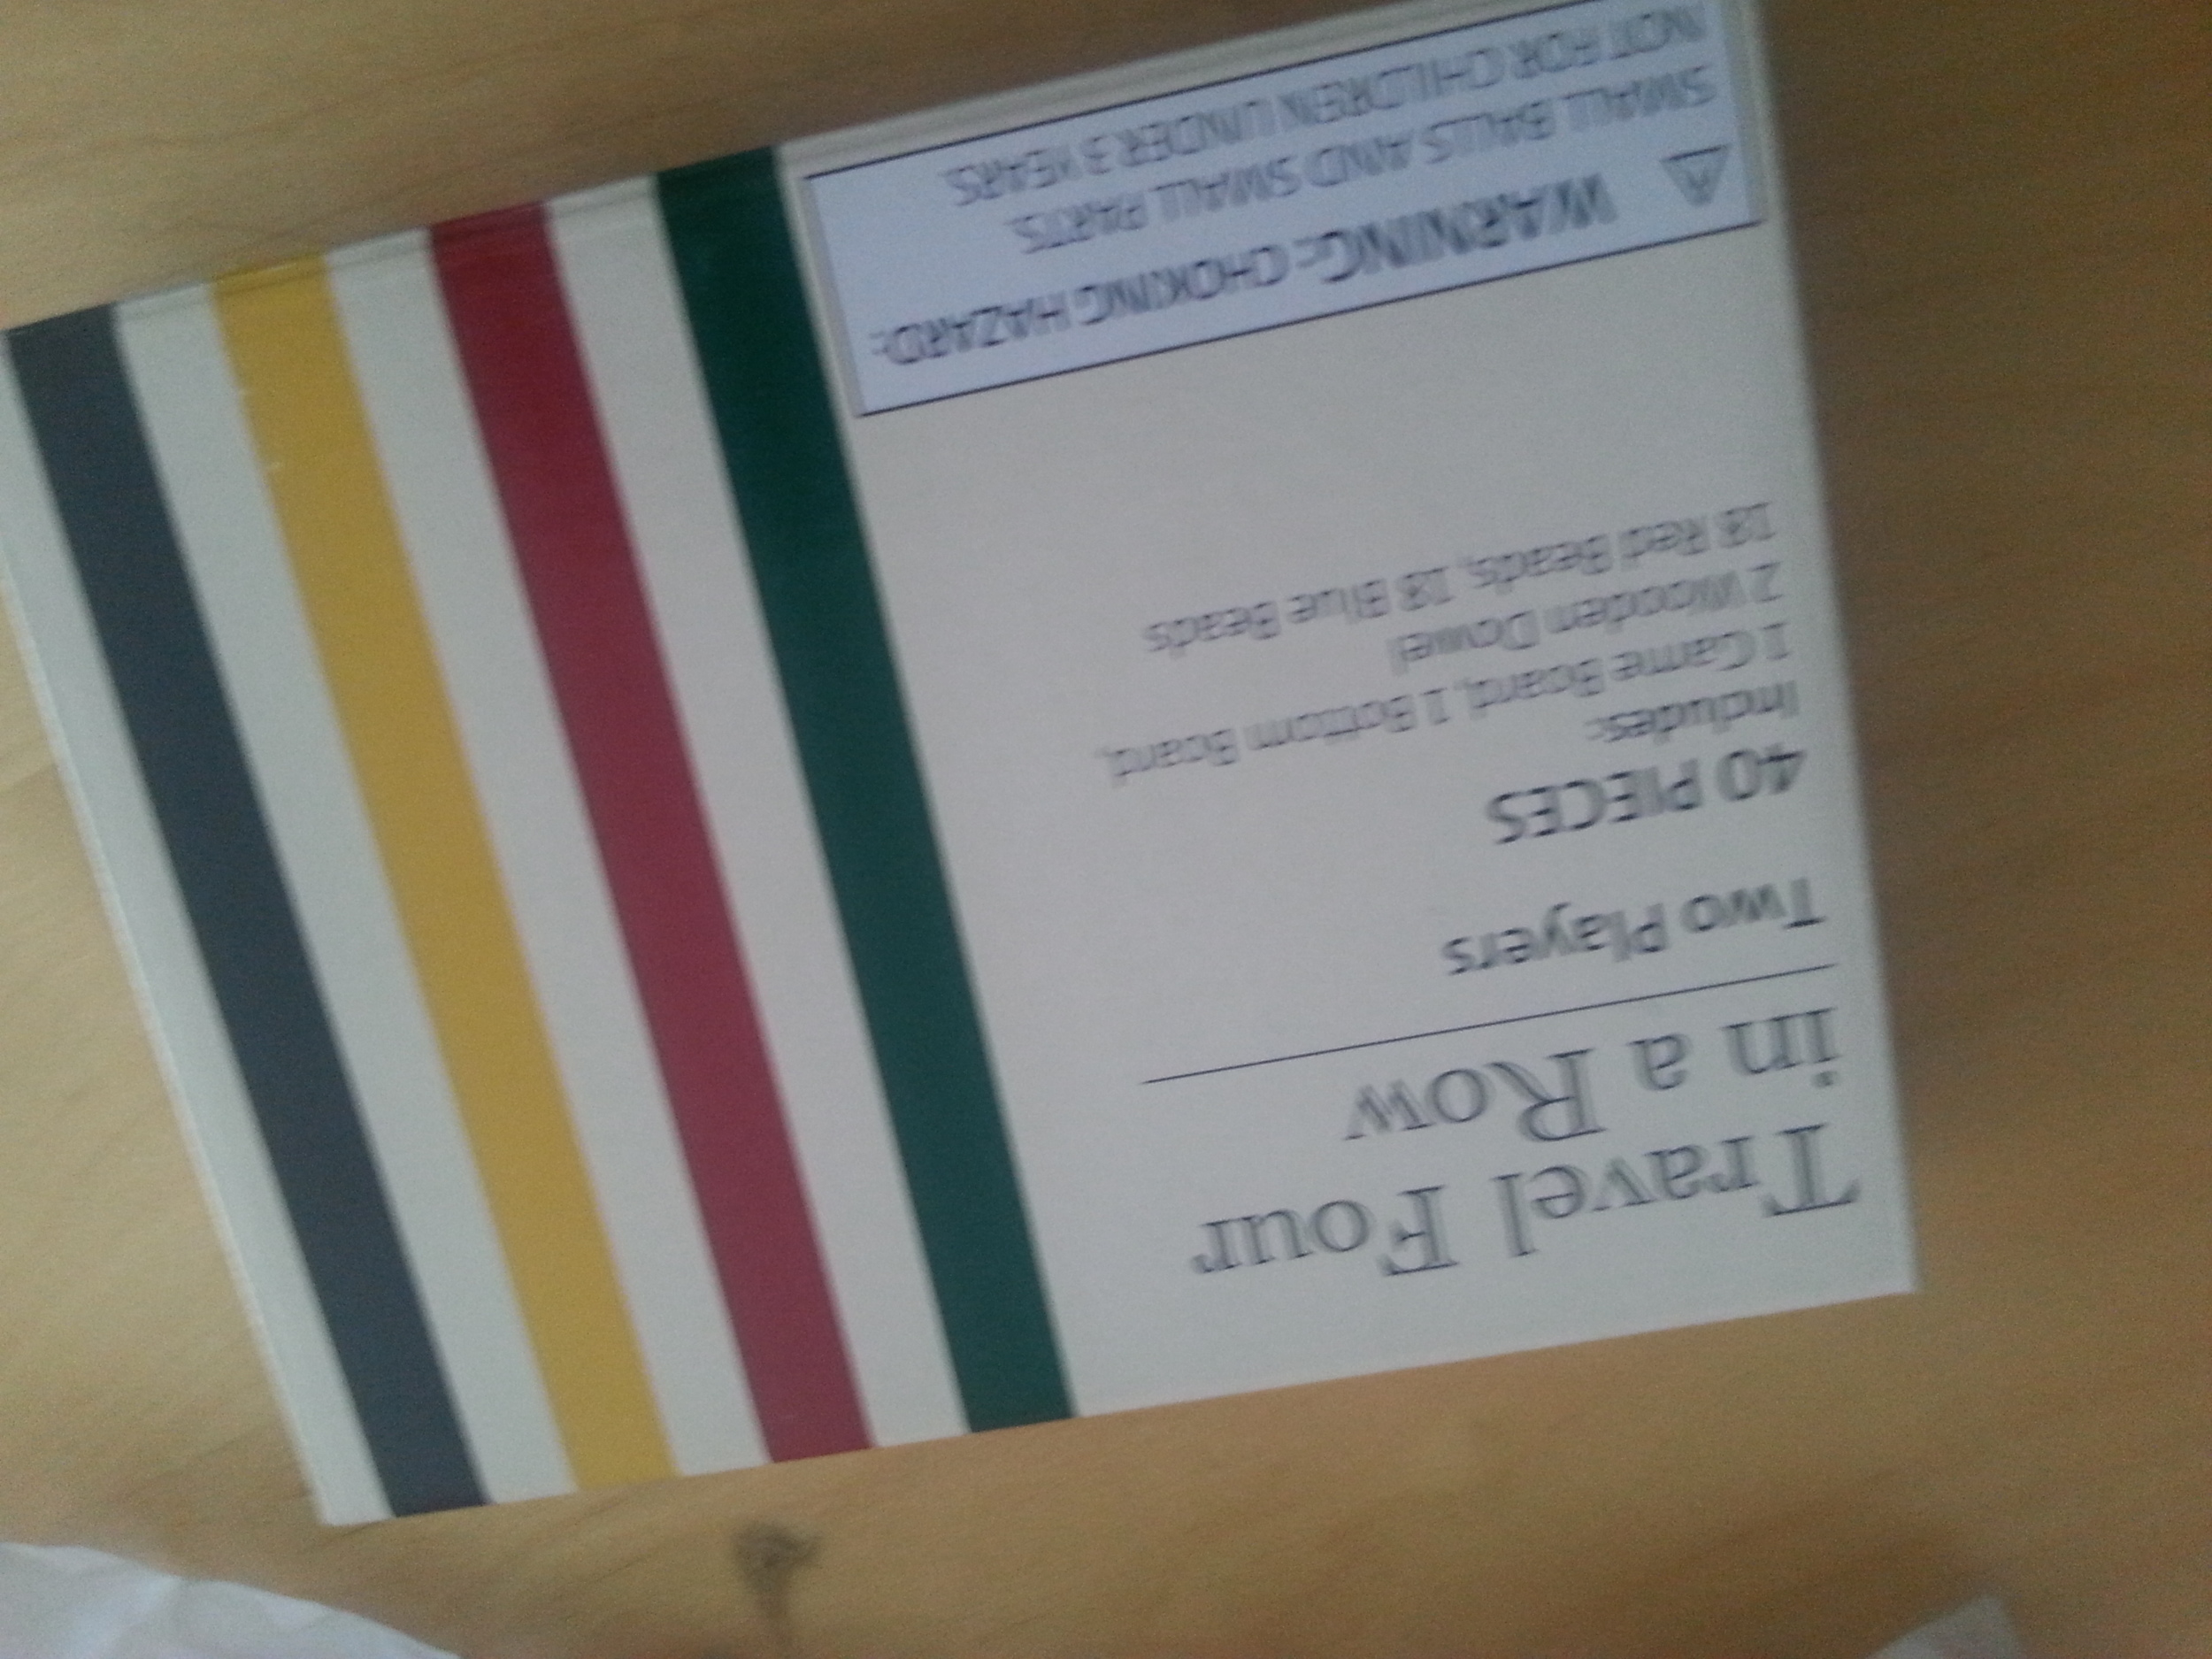 Travel Four
in a Row
Two Players
40 PIECES
Includes:
1 Game Board, 1 Bottom Board,
2 Wooden Dowel
18 Red Beads, 18 Blue Beads
WARNING: CHOKING HAZARD:
SMALL BALLS AND SMALL PARTS
NOT FOR CHILDREN UNDER 3 YEARS